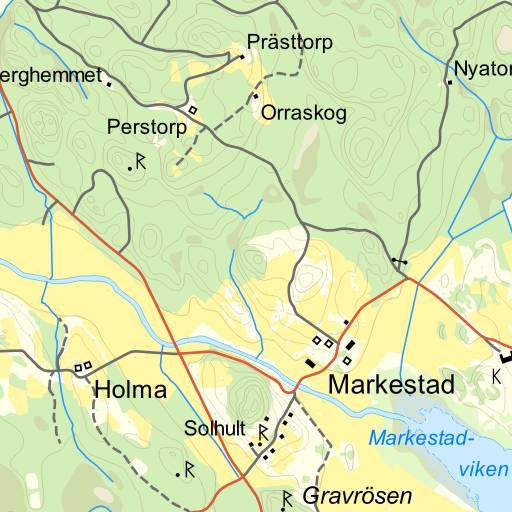 Prästtorp
erghemmet
Nyator
Orraskog
Perstorp
R
Markestad
K
Holma
Solhult
R
Markestad-
viken
R
Gravrösen
R